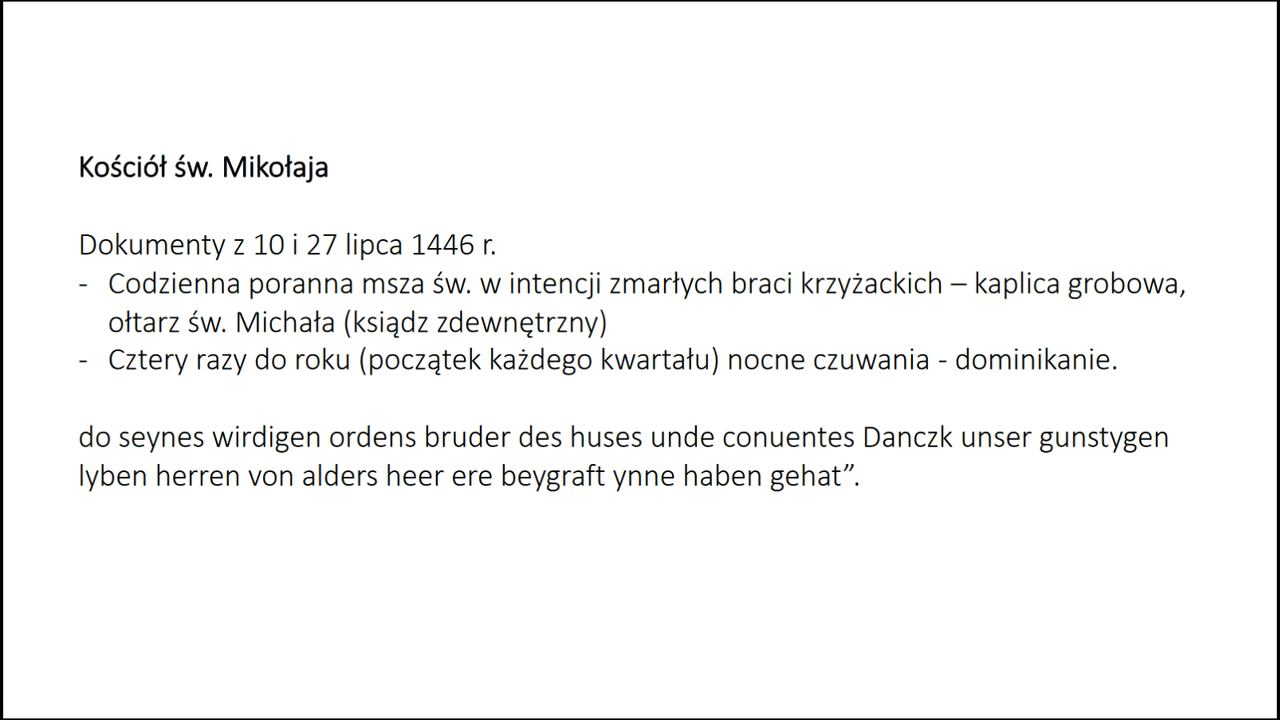 Kościół św. Mikołaja
Dokumenty z 10 i 27 lipca 1446 r.
- Codzienna poranna msza św. w intencji zmarłych braci krzyżackich – kaplica grobowa,
ołtarz św. Michała (ksiądz zdewnętrzny)
- Cztery razy do roku (początek każdego kwartału) nocne czuwania - dominikanie.
do seynes wirdigen ordens bruder des huses unde conuentes Danczk unser gunstygen
lyben herren von alders heer ere beygraft ynne haben gehat”.